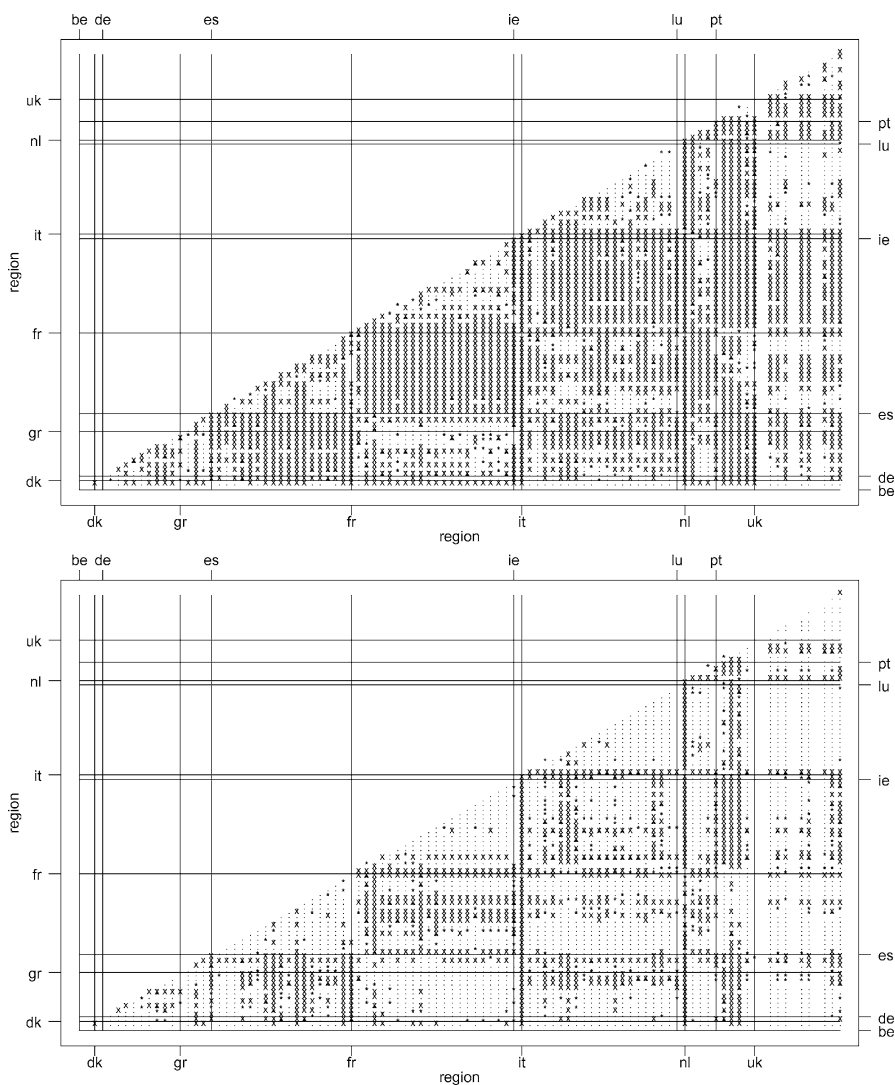 be de es ie lu pt
uk
pt
nl
lu
it
ie
region
fr
es
gr
de
dk
be
dk gr fr it nl uk
region
be de es ie lu pt
uk
pt
nl
lu
it
ie
region
fr
es
gr
de
dk
be
dk gr fr it nl uk
region